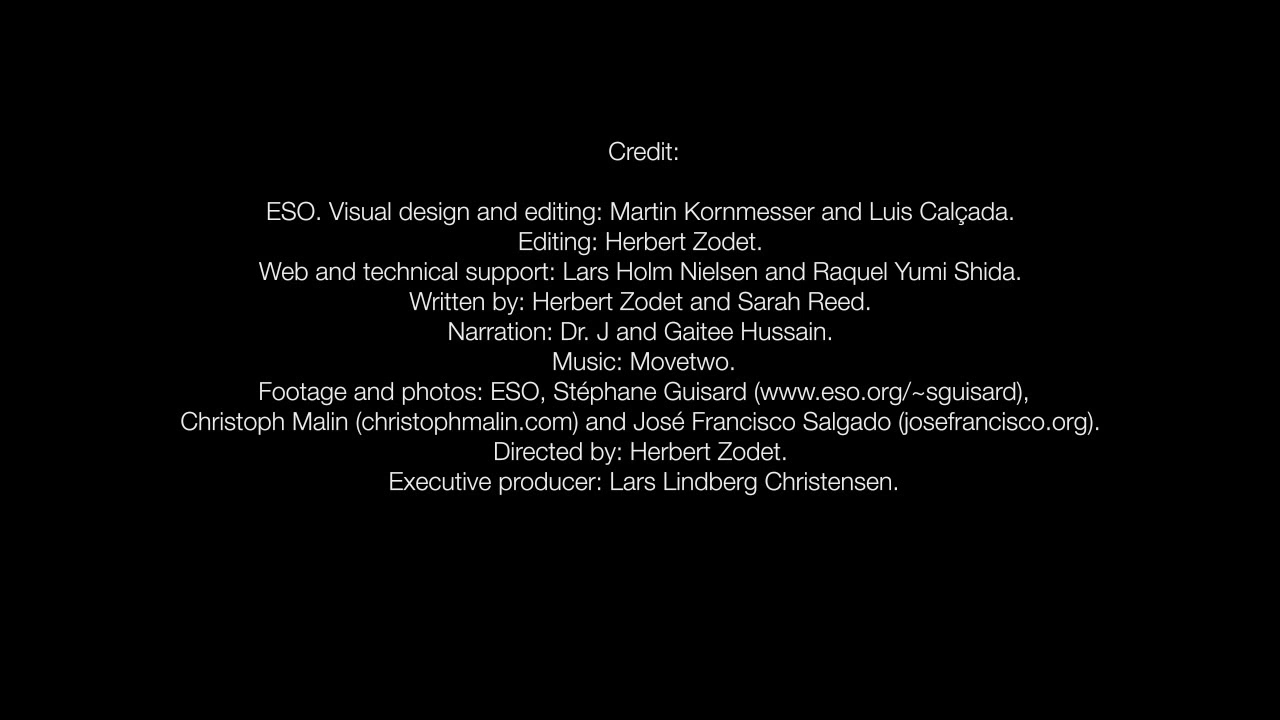 Credit:
ESO. Visual design and editing: Martin Kornmesser and Luis Calçada.
Editing: Herbert Zodet.
Web and technical support: Lars Holm Nielsen and Raquel Yumi Shida.
Written by: Herbert Zodet and Sarah Reed.
Narration: Dr. J and Gaitee Hussain.
Music: Movetwo.
Footage and photos: ESO, Stéphane Guisard (www.eso.org/~sguisard),
Christoph Malin (christophmalin.com) and José Francisco Salgado (josefrancisco.org).
Directed by: Herbert Zodet.
Executive producer: Lars Lindberg Christensen.